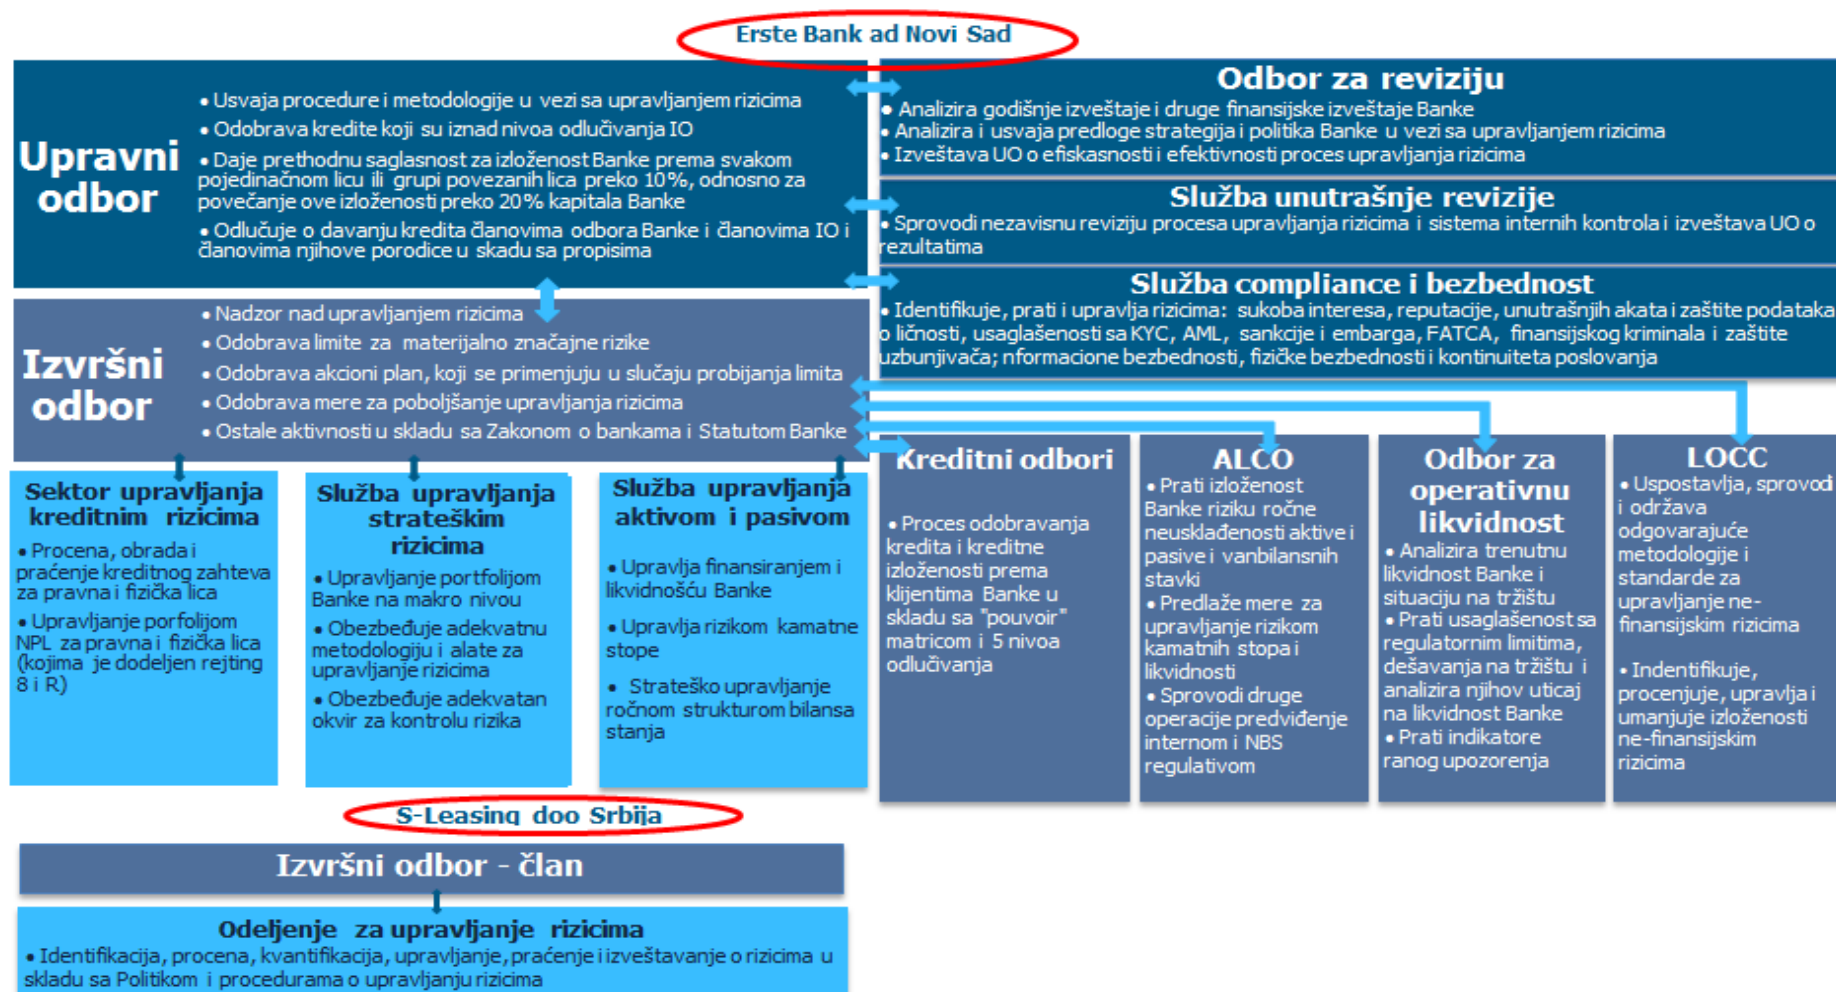 Erste Bank ad Novi Sad
Upravni
odbor
• Usvaja procedure i metodologije u vezi sa upravljanjem rizicima
• Odobrava kredite koji su iznad nivoa odlučivanja IO
• Daje prethodnu saglasnost za izloženost Banke prema svakom
pojedinačnom licu ili grupi povezanih lica preko 10%, odnosno za
povećanje ove izloženosti preko 20% kapitala Banke
• Odlučuje o davanju kredita članovima odbora Banke i članovima IO i
članovima njihove porodice u skadu sa propisima
Odbor za reviziju
• Analizira godišnje izveštaje i druge finansijske izveštaje Banke
• Analizira i usvaja predloge strategija i politika Banke u vezi sa upravljanjem rizicima
• Izveštava UO o efiskasnosti i efektivnosti proces upravljanja rizicima
Služba unutrašnje revizije
• Sprovodi nezavisnu reviziju procesa upravljanja rizicima i sistema internih kontrola i izveštava UO o
rezultatima
Služba compliance i bezbednost
• Identifikuje, prati i upravlja rizicima: sukoba interesa, reputacije, unutrašnjih akata i zaštite podataka
o ličnosti, usaglašenosti sa KYC, AML, sankcije i embarga, FATCA, finansijskog kriminala i zaštite
uzbunjivača; nformacione bezbednosti, fizičke bezbednosti i kontinuiteta poslovanja
Izvršni
odbor
• Nadzor nad upravljanjem rizicima
• Odobrava limite za materijalno značajne rizike
• Odobrava akcioni plan, koji se primenjuju u slučaju probijanja limita
• Odobrava mere za poboljšanje upravljanja rizicima
• Ostale aktivnosti u skladu sa Zakonom o bankama i Statutom Banke
Sektor upravljanja
kreditnim rizicima
• Procena, obrada i
praćenje kreditnog zahteva
za pravna i fizička lica
• Upravljanje porfolijom
NPL za pravna i fizička lica
(kojima je dodeljen rejting
8 i R)
Služba upravljanja
strateškim
rizicima
• Upravljanje portfolijom
Banke na makro nivou
• Obezbeđuje adekvatnu
metodologiju i alate za
upravljanje rizicima
• Obezbeđuje adekvatan
okvir za kontrolu rizika
Služba upravljanja
aktivom i pasivom
• Upravlja finansiranjem i
likvidnošću Banke
• Upravlja rizikom kamatne
stope
• Strateško upravljanje
ročnom strukturom bilansa
stanja
Kreditni odbori
• Proces odobravanja
kredita i kreditne
izloženosti prema
klijentima Banke u
skladu sa "pouvoir"
matricom i 5 nivoa
odlučivanja
ALCO
• Prati izloženost
Banke riziku ročne
neusklađenosti aktive i
pasive i vanbilansnih
stavki
• Predlaže mere za
upravljanje rizikom
kamatnih stopa i
likvidnosti
• Sprovodi druge
operacije predviđenje
internom i NBS
regulativom
Odbor za
operativnu
likvidnost
• Analizira trenutnu
likvidnost Banke i
situaciju na tržištu
• Prati usaglašenost sa
regulatornim limitima,
dešavanja na tržištu i
analizira njihov uticaj
na likvidnost Banke
• Prati indikatore
ranog upozorenja
LOCC
• Uspostavlja, sprovodi
i održava
odgovarajuće
metodologije i
standarde za
upravljanje ne-
finansijskim rizicima
• Indentifikuje,
procenjuje, upravlja i
umanjuje izloženosti
ne-finansijskim
rizicima
S-Leasing doo Srbija
Izvršni odbor - član
Odeljenje za upravljanje rizicima
• Identifikacija, procena, kvantifikacija, upravljanje, praćenje i izveštavanje o rizicima u
skladu sa Politikom i procedurama o upravljanju rizicima